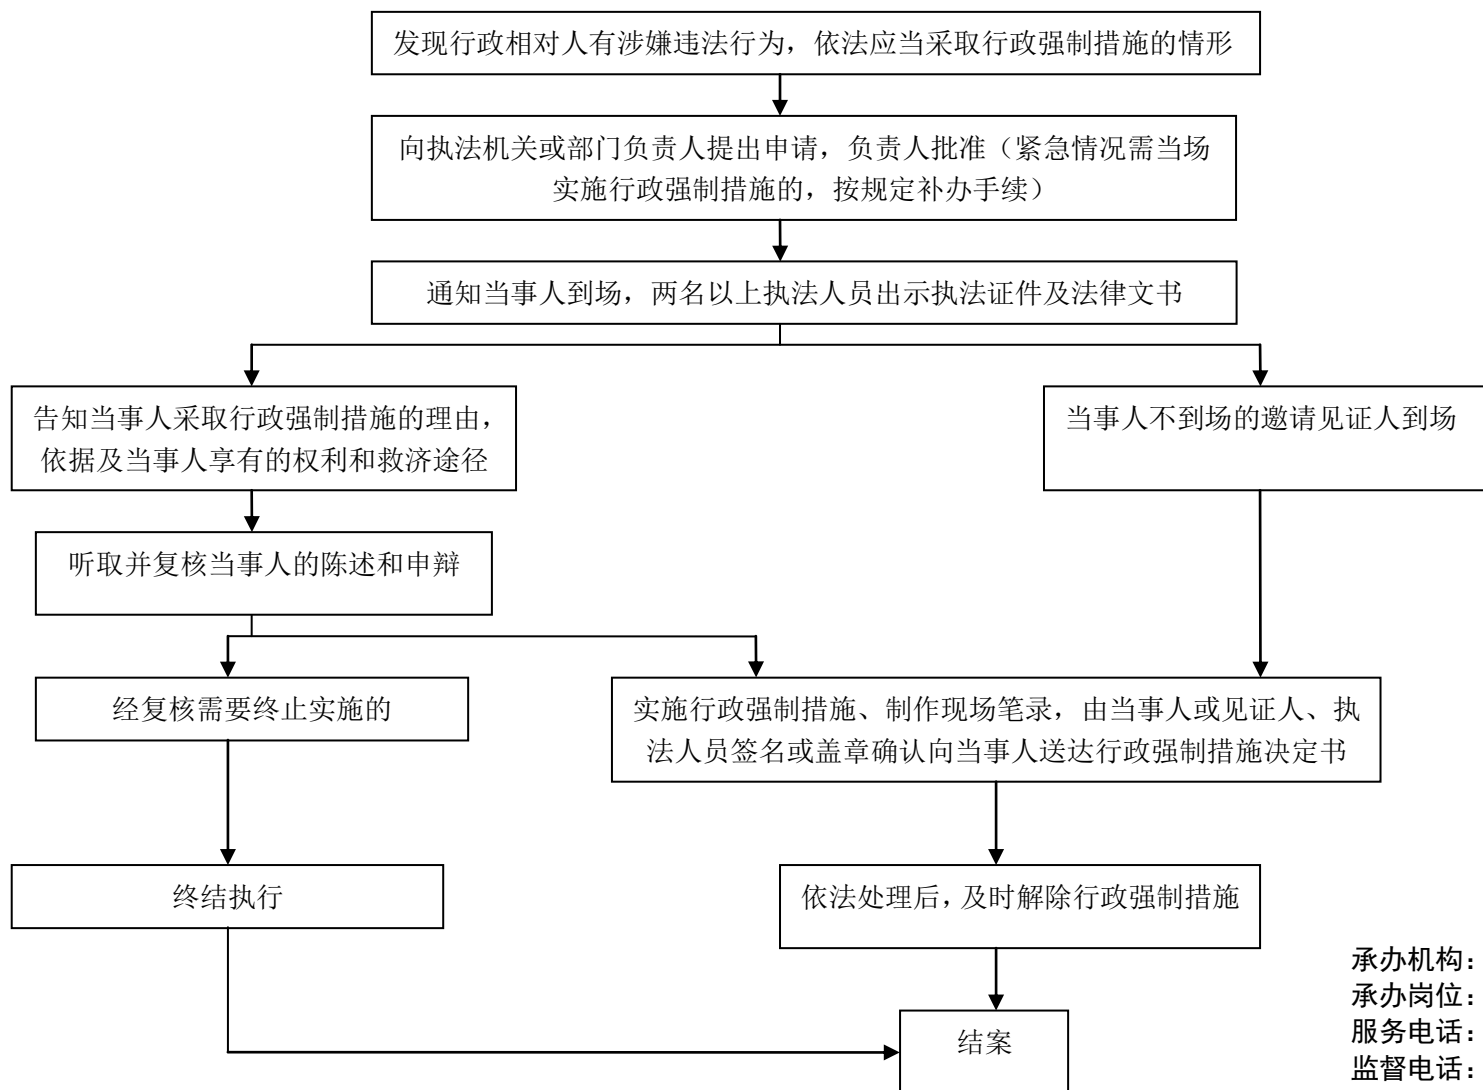 发现行政相对人有涉嫌违法行为，依法应当采取行政强制措施的情形
向执法机关或部门负责人提出申请，负责人批准（紧急情况需当场
实施行政强制措施的，按规定补办手续）
通知当事人到场，两名以上执法人员出示执法证件及法律文书
告知当事人采取行政强制措施的理由，
依据及当事人享有的权利和救济途径
当事人不到场的邀请见证人到场
听取并复核当事人的陈述和申辩
经复核需要终止实施的
实施行政强制措施、制作现场笔录，由当事人或见证人、执
法人员签名或盖章确认向当事人送达行政强制措施决定书
终结执行
依法处理后，及时解除行政强制措施
结案
承办机构：
承办岗位：
服务电话：
监督电话：